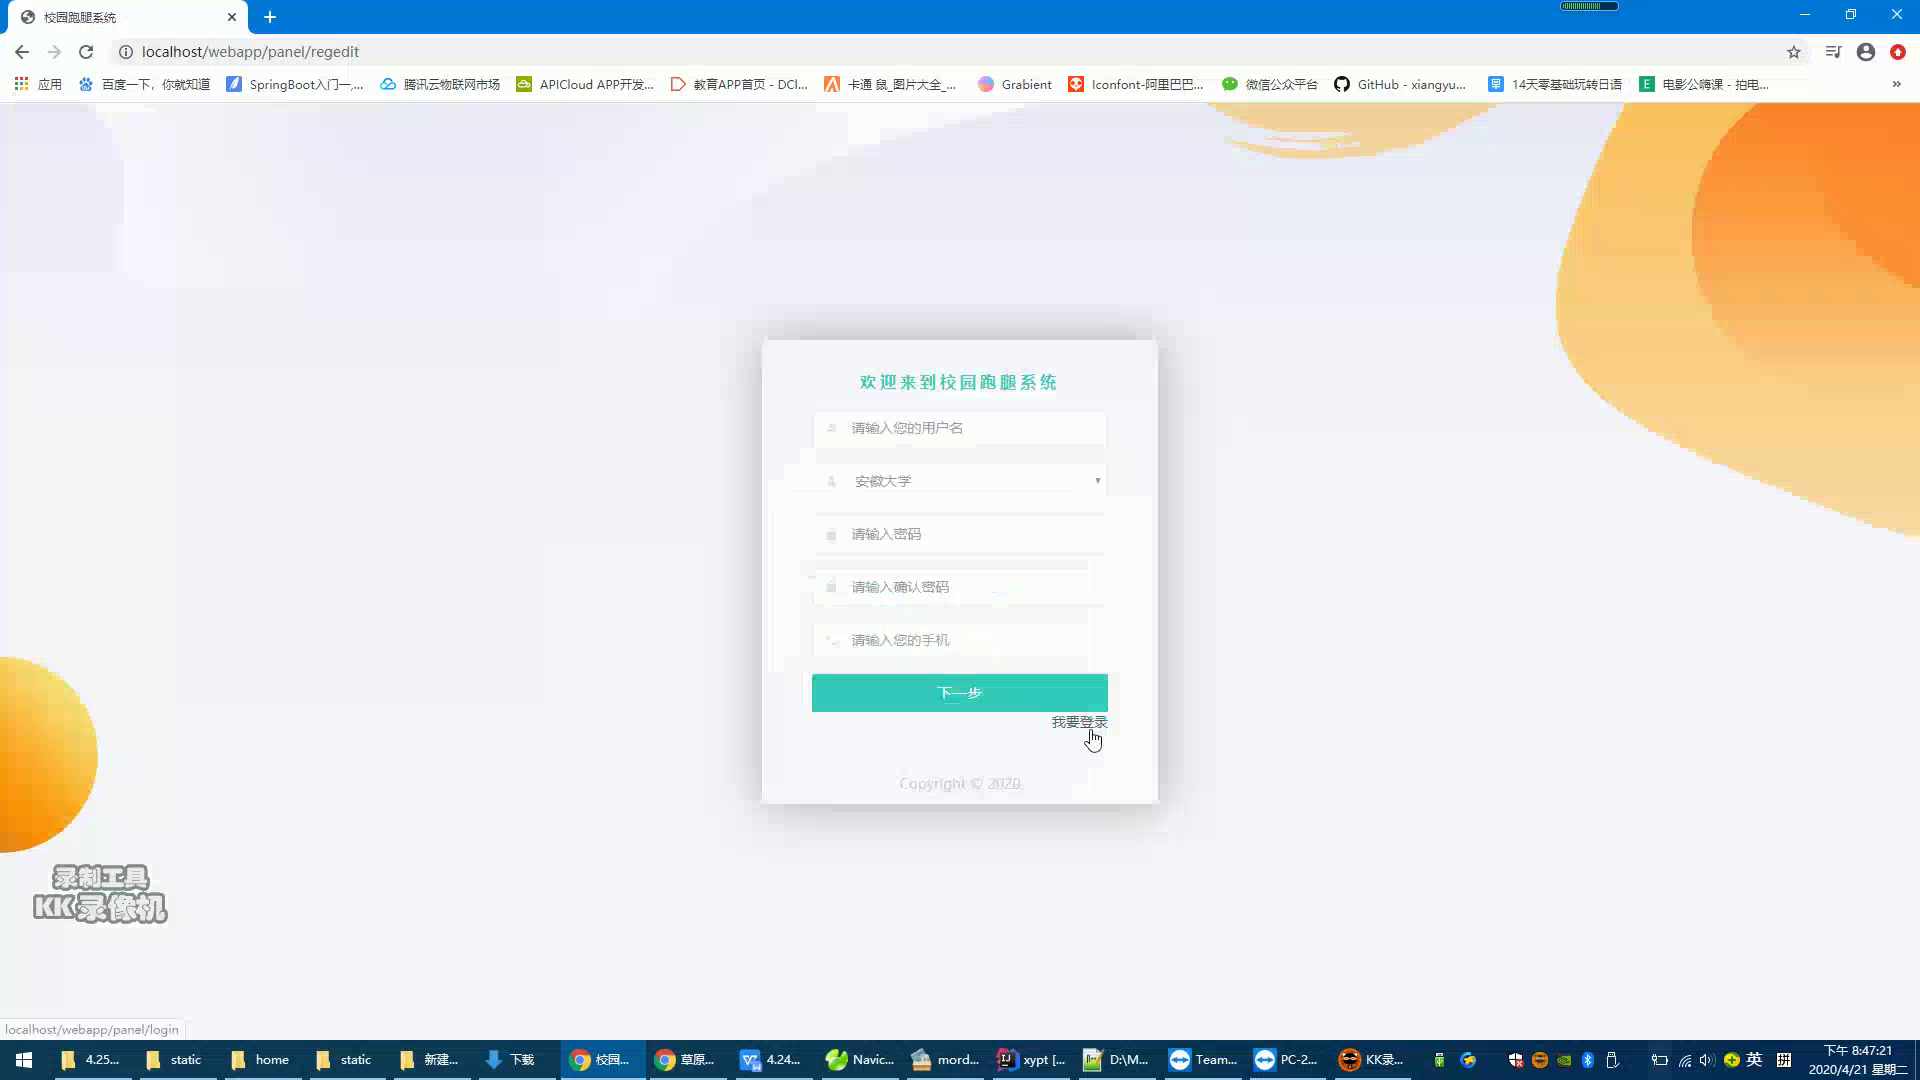 校园跑腿系统
localhost/webapp/panel/regedit
应用 百度一下，你就知道 SpringBoot入门一,... 腾讯云物联网市场 APICloud APP开发... 教育APP首页 - DCl... 卡通 鼠_图片大全_... Grabient Iconfont-阿里巴巴... 微信公众平台 GitHub - xiangyu... 14天零基础玩转日语 电影公嗨课 - 拍电...
欢迎来到校园跑腿系统
请输入您的用户名
安徽大学
请输入密码
请输入确认密码
请输入您的手机
下一步
我要登录
Copyright © 2020
录制工具
KK录像机
localhost/webapp/panel/login
4.25... static home static 新建... 下载 校园... 草原... 4.24... Navic... mord... xypt [... D:\M... Team... PC-2... KK录... 英 拼
下午 8:47:21
2020/4/21 星期二